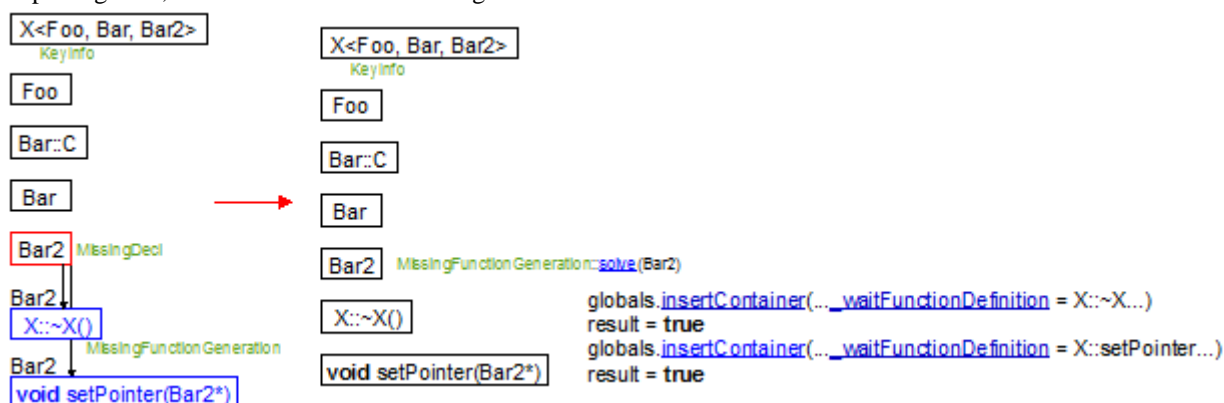 X<Foo, Bar, Bar2>
KeyInfo
Foo
Bar::C
Bar
Bar2 MissingDecl
Bar2
X::~X()
MissingFunctionGeneration
Bar2
void setPointer(Bar2*)
X<Foo, Bar, Bar2>
KeyInfo
Foo
Bar::C
Bar
Bar2 MissingFunctionGeneration::solve(Bar2)
X::~X()
globals.insertContainer(..._waitFunctionDefinition = X::~X...)
result = true
void setPointer(Bar2*)
globals.insertContainer(..._waitFunctionDefinition = X::setPointer...)
result = true